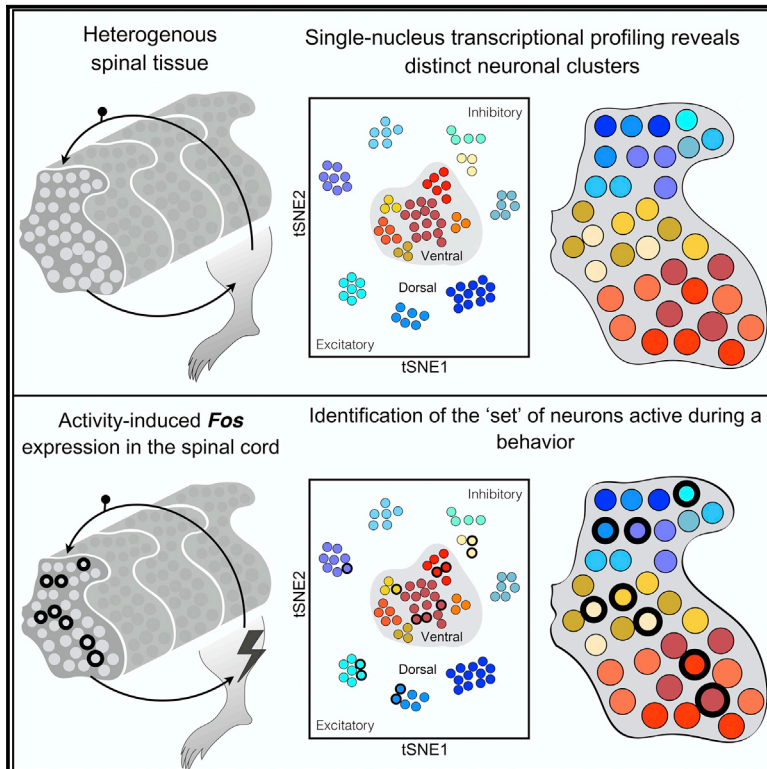 Heterogenous
spinal tissue
Single-nucleus transcriptional profiling reveals
distinct neuronal clusters
Inhibitory
tSNE2
Ventral
Dorsal
Excitatory
tSNE1
Activity-induced Fos
expression in the spinal cord
Identification of the ‘set’ of neurons active during a
behavior
Inhibitory
tSNE2
Ventral
Dorsal
Excitatory
tSNE1